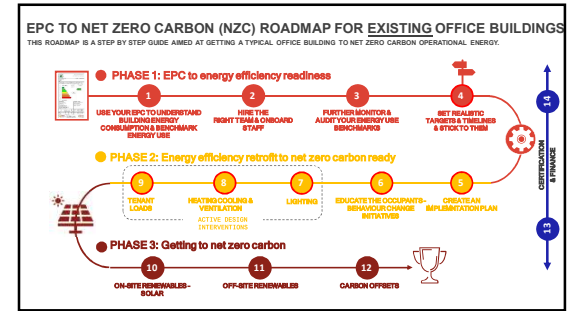 EPC TO NET ZERO CARBON (NZC) ROADMAP FOR EXISTING OFFICE BUILDINGS
THIS ROADMAP IS A STEP BY STEP GUIDE AIMED AT GETTING A TYPICAL OFFICE BUILDING TO NET ZERO CARBON OPERATIONAL ENERGY.
PHASE 1: EPC to energy efficiency readiness
1
USE YOUR EPC TO UNDERSTAND
BUILDING ENERGY
CONSUMPTION & BENCHMARK
ENERGY USE
2
HIRE THE
RIGHT TEAM & ONBOARD
STAFF
3
FURTHER MONITOR &
AUDIT YOUR ENERGY USE
BENCHMARKS
4
SET REALISTIC
TARGETS & TIMELINES
& STICK TO THEM
PHASE 2: Energy efficiency retrofit to net zero carbon ready
9
TENANT
LOADS
8
HEATING COOLING &
VENTILATION
7
LIGHTING
ACTIVE DESIGN
INTERVENTIONS
6
EDUCATE THE OCCUPANTS -
BEHAVIOUR CHANGE
INITIATIVES
5
CREATE AN
IMPLEMNTATION PLAN
PHASE 3: Getting to net zero carbon
10
ON-SITE RENEWABLES -
SOLAR
11
OFF-SITE RENEWABLES
12
CARBON OFFSETS
14
CERTIFICATION
& FINANCE
13